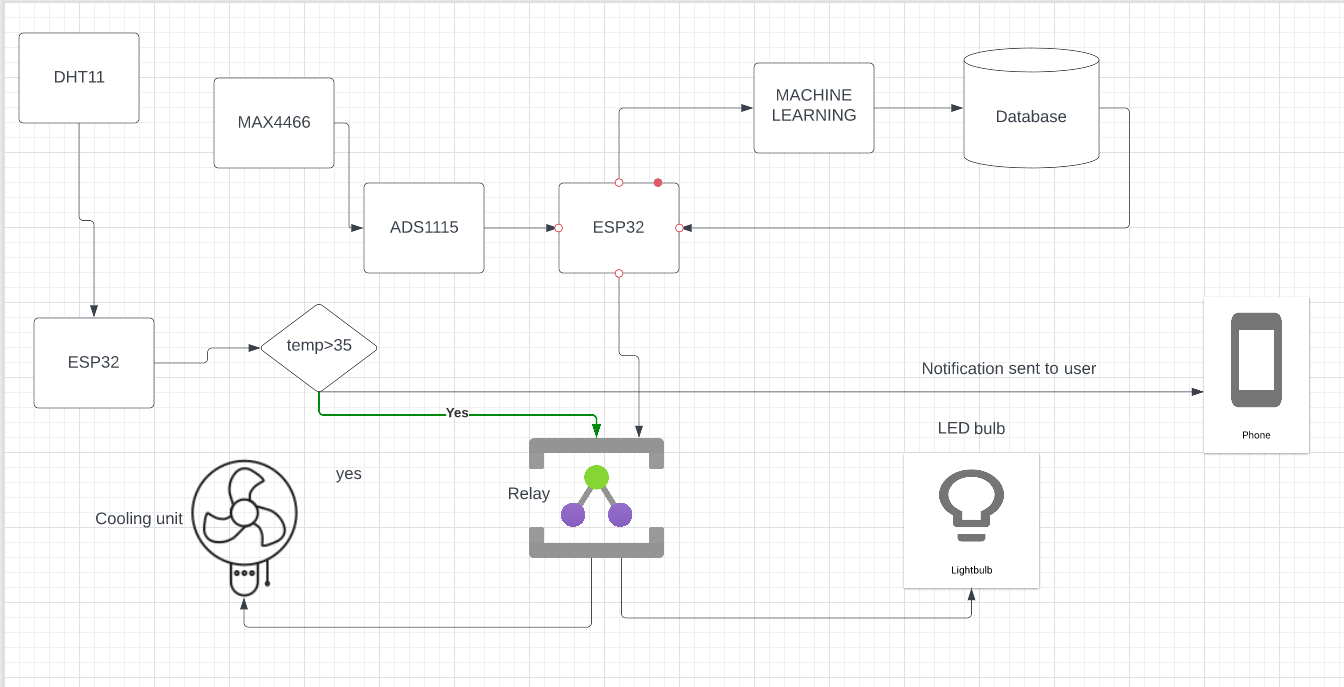 DHT11
MAX4466
MACHINE
LEARNING
Database
ADS1115
ESP32
ESP32
temp>35
Notification sent to user
Yes
Phone
LED bulb
yes
Relay
Cooling unit
Lightbulb